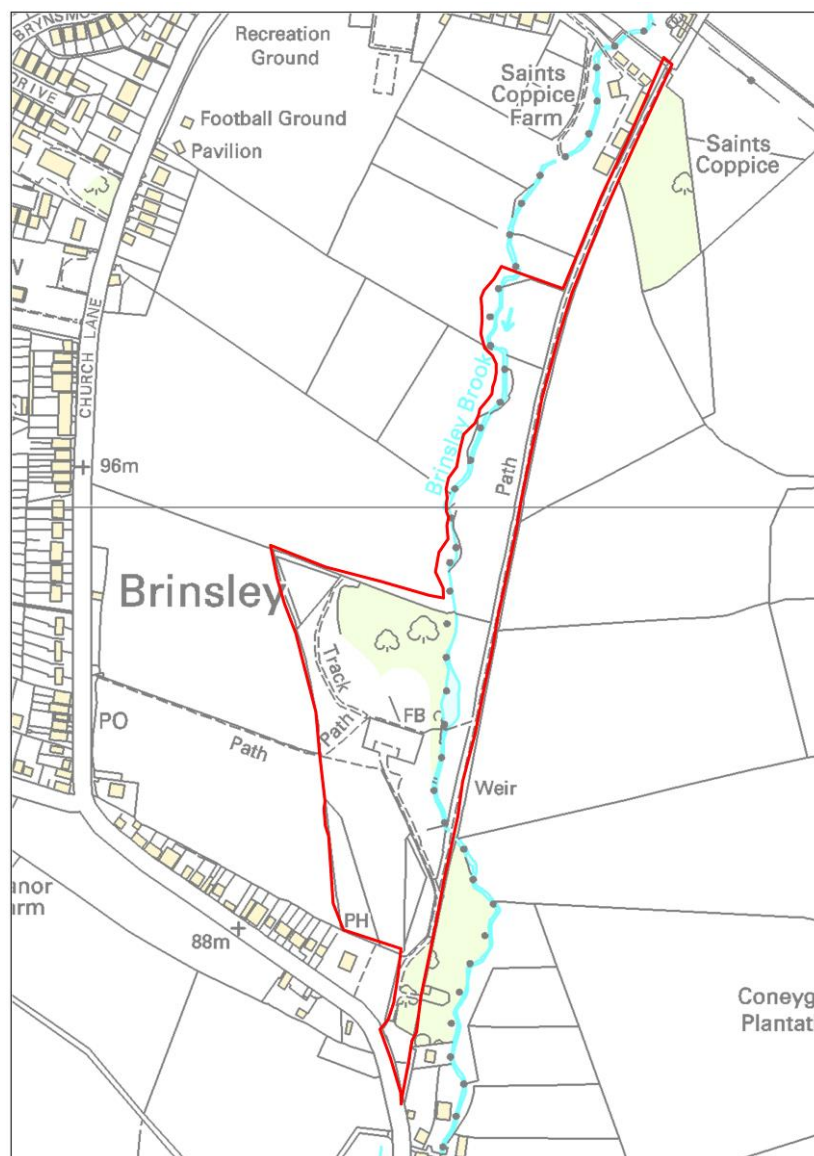 BRYNSMO
DRIVE
Recreation
Ground
Football Ground
Pavilion
Saints
Coppice
Farm
Saints
Coppice
CHURCH LANE
96m
Brinsley Brook
Path
Brinsley
Track
FB
Path
PO
Path
Weir
PH
anor
arm
88m
Coneyg
Plantat